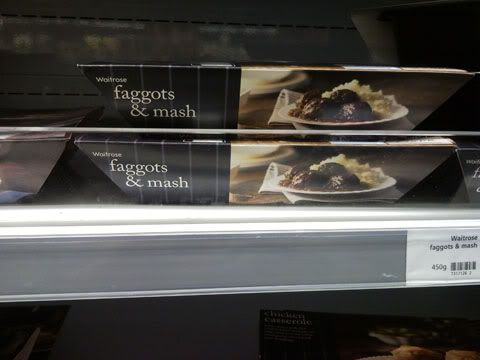 Waitrose
faggots
& mash
Waitrose
faggots
& mash
Waitrose
faggots & mash
450g
chicken
casserole